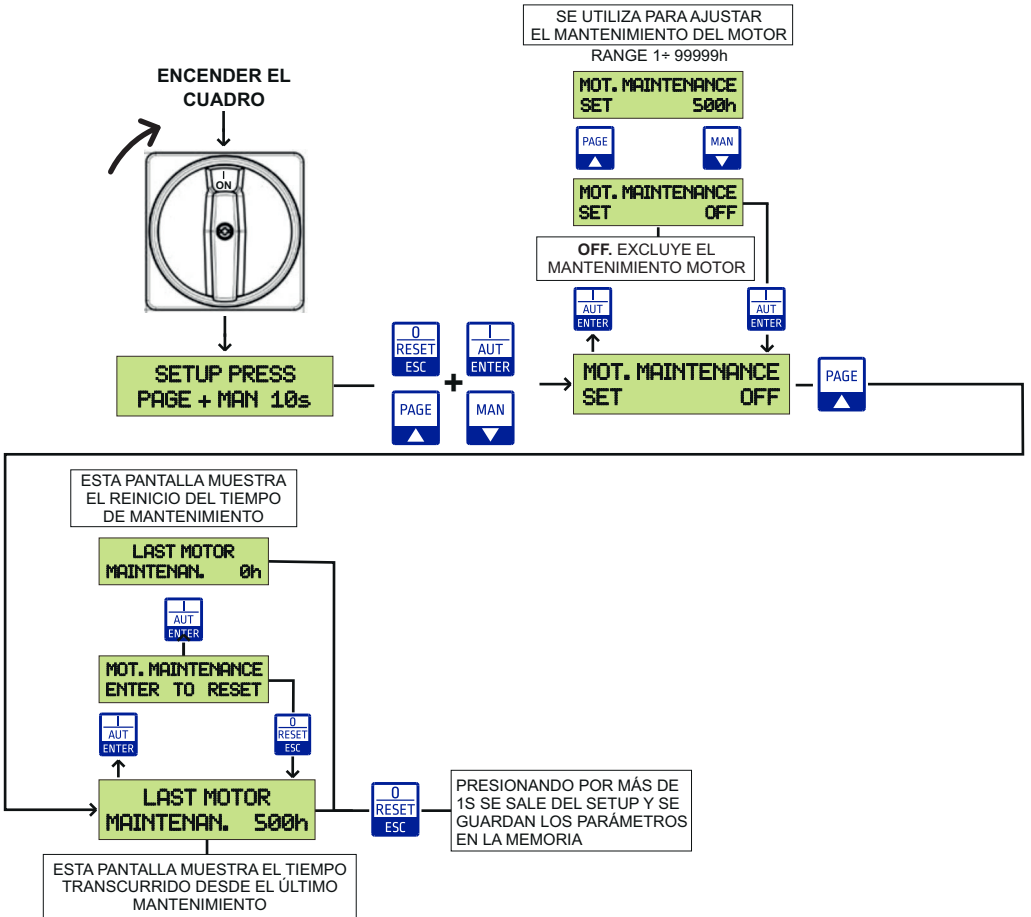 SE UTILIZA PARA AJUSTAR
EL MANTENIMIENTO DEL MOTOR
RANGE 1÷ 99999h
MOT. MAINTENANCE
SET 500h
PAGE
MAN
MOT. MAINTENANCE
SET OFF
OFF. EXCLUYE EL
MANTENIMIENTO MOTOR
I
AUT
ENTER
I
AUT
ENTER
ENCENDER EL
CUADRO
I
ON
SETUP PRESS
PAGE + MAN 10s
0
RESET
ESC
+
I
AUT
ENTER
PAGE
MAN
MOT. MAINTENANCE
SET OFF
PAGE
ESTA PANTALLA MUESTRA
EL REINICIO DEL TIEMPO
DE MANTENIMIENTO
LAST MOTOR
MAINTENAN. 0h
I
AUT
ENTER
MOT. MAINTENANCE
ENTER TO RESET
I
AUT
ENTER
0
RESET
ESC
LAST MOTOR
MAINTENAN. 500h
0
RESET
ESC
PRESIONANDO POR MÁS DE
1S SE SALE DEL SETUP Y SE
GUARDAN LOS PARÁMETROS
EN LA MEMORIA
ESTA PANTALLA MUESTRA EL TIEMPO
TRANSCURRIDO DESDE EL ÚLTIMO
MANTENIMIENTO